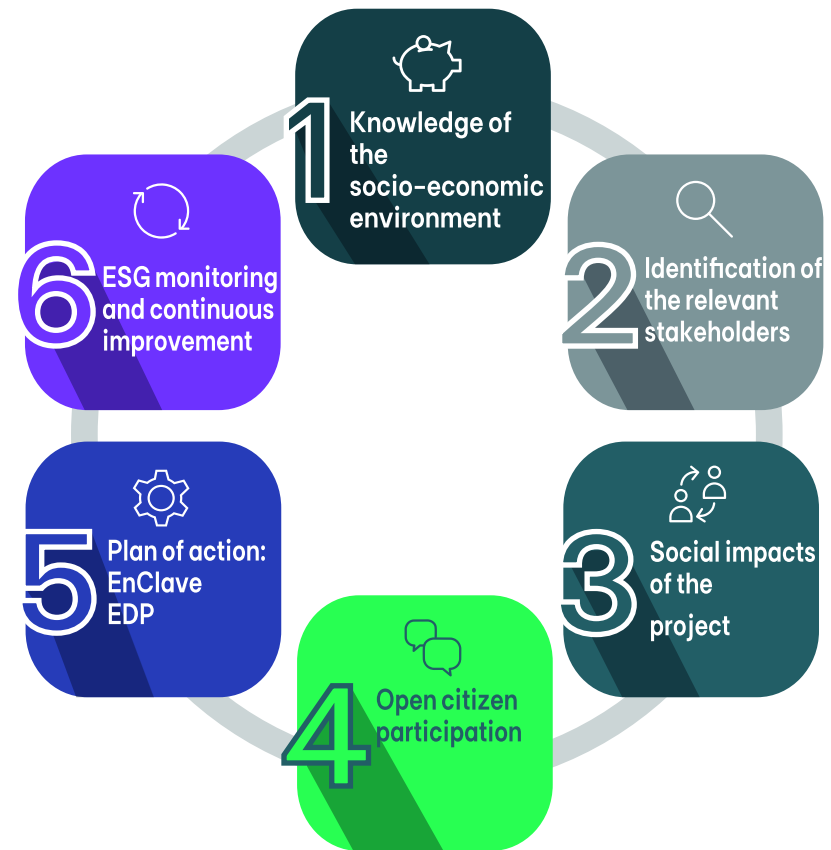 1
Knowledge of
the
socio-economic
environment
2
Identification of
the relevant
stakeholders
3
Social impacts
of the
project
4
Open citizen
participation
5
Plan of action:
EnClave
EDP
6
ESG monitoring
and continuous
improvement